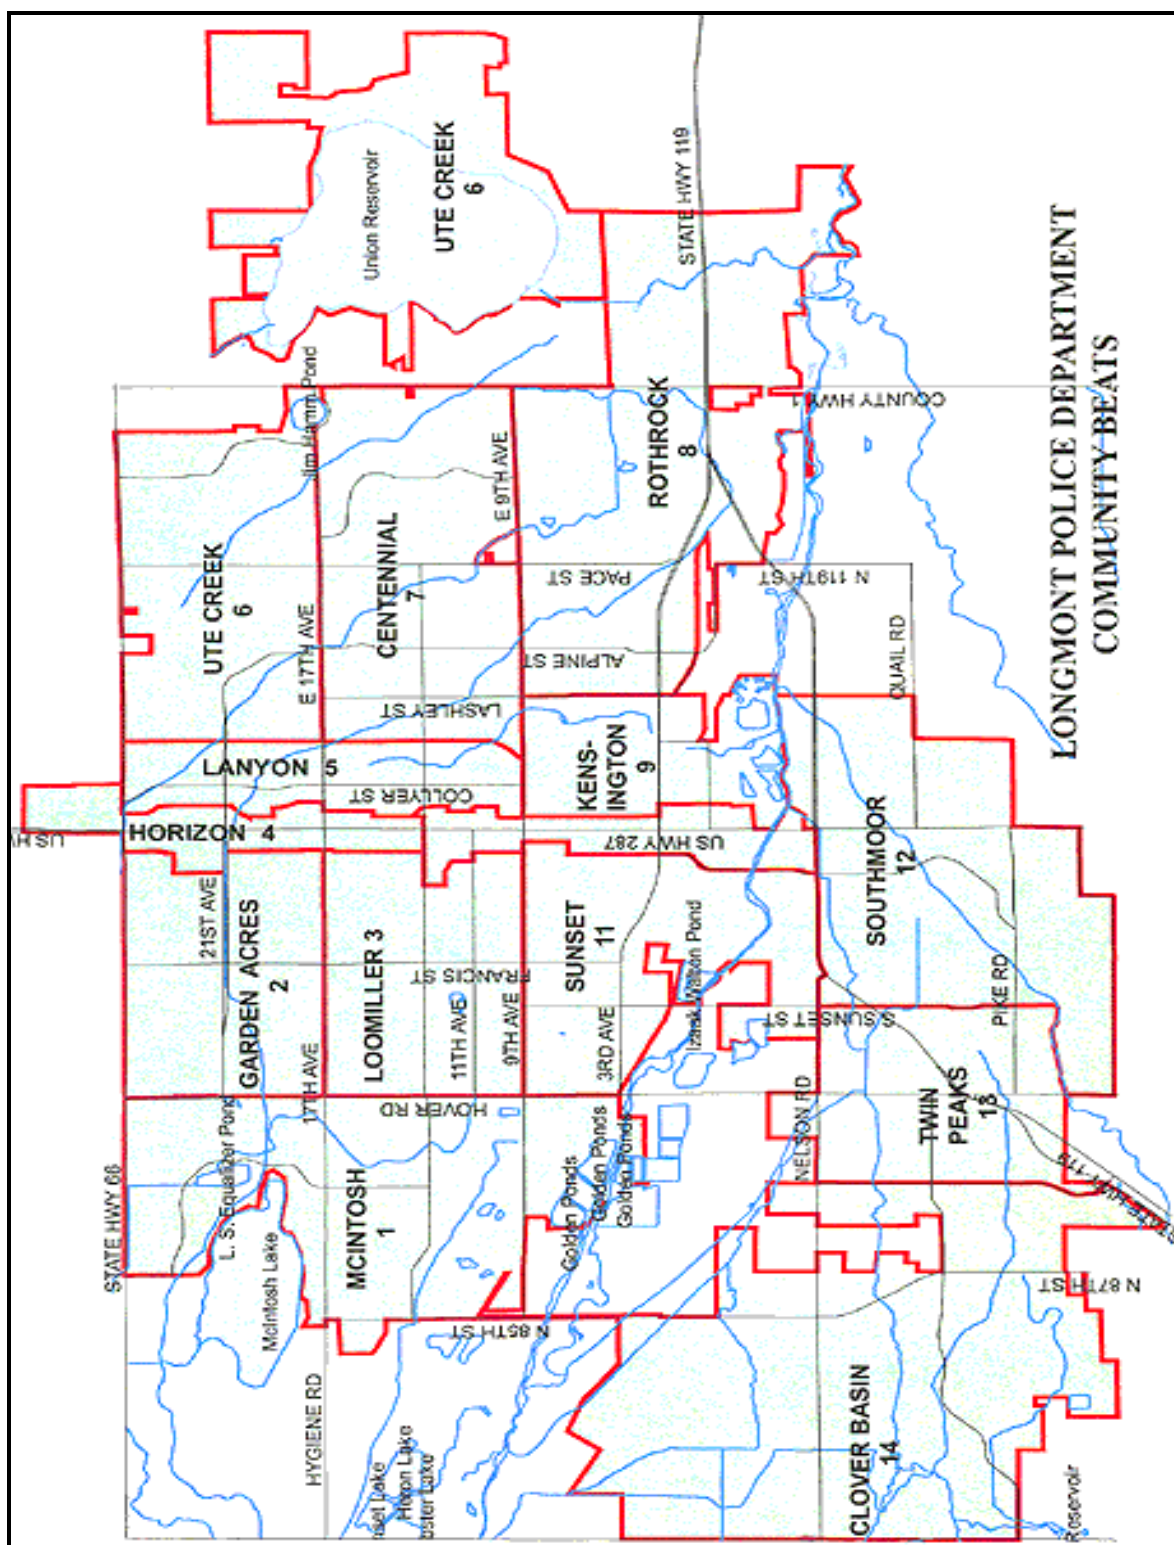 LONGMONT POLICE DEPARTMENT
COMMUNITY BEATS
STATE HWY 66
L. S. Equalizer Pond
McIntosh Lake
HYGIENE RD
MCINTOSH
1
N 85TH ST
HOVER RD
17TH AVE
GARDEN ACRES
2
21ST AVE
LOOMILLER 3
FRANCIS ST
11TH AVE
9TH AVE
HORIZON 4
LANYON 5
COLLYER ST
LASHLEY ST
E 17TH AVE
UTE CREEK
6
CENTENNIAL
7
E 9TH AVE
Jim Hamm Pond
Union Reservoir
UTE CREEK
6
STATE HWY 119
ROTHROCK
8
COUNTY HWY 1
PACE ST
N 119TH ST
ALPINE ST
QUAIL RD
KENS-
INGTON
9
US HWY 287
SUNSET
11
3RD AVE
Izaak Walton Pond
Golden Ponds
Golden Ponds
Golden Ponds
SOUTHMOOR
12
S SUNSET ST
PIKE RD
NELSON RD
TWIN
PEAKS
13
STATE HWY 119
N 87TH ST
CLOVER BASIN
14
Heron Lake
Reservoir